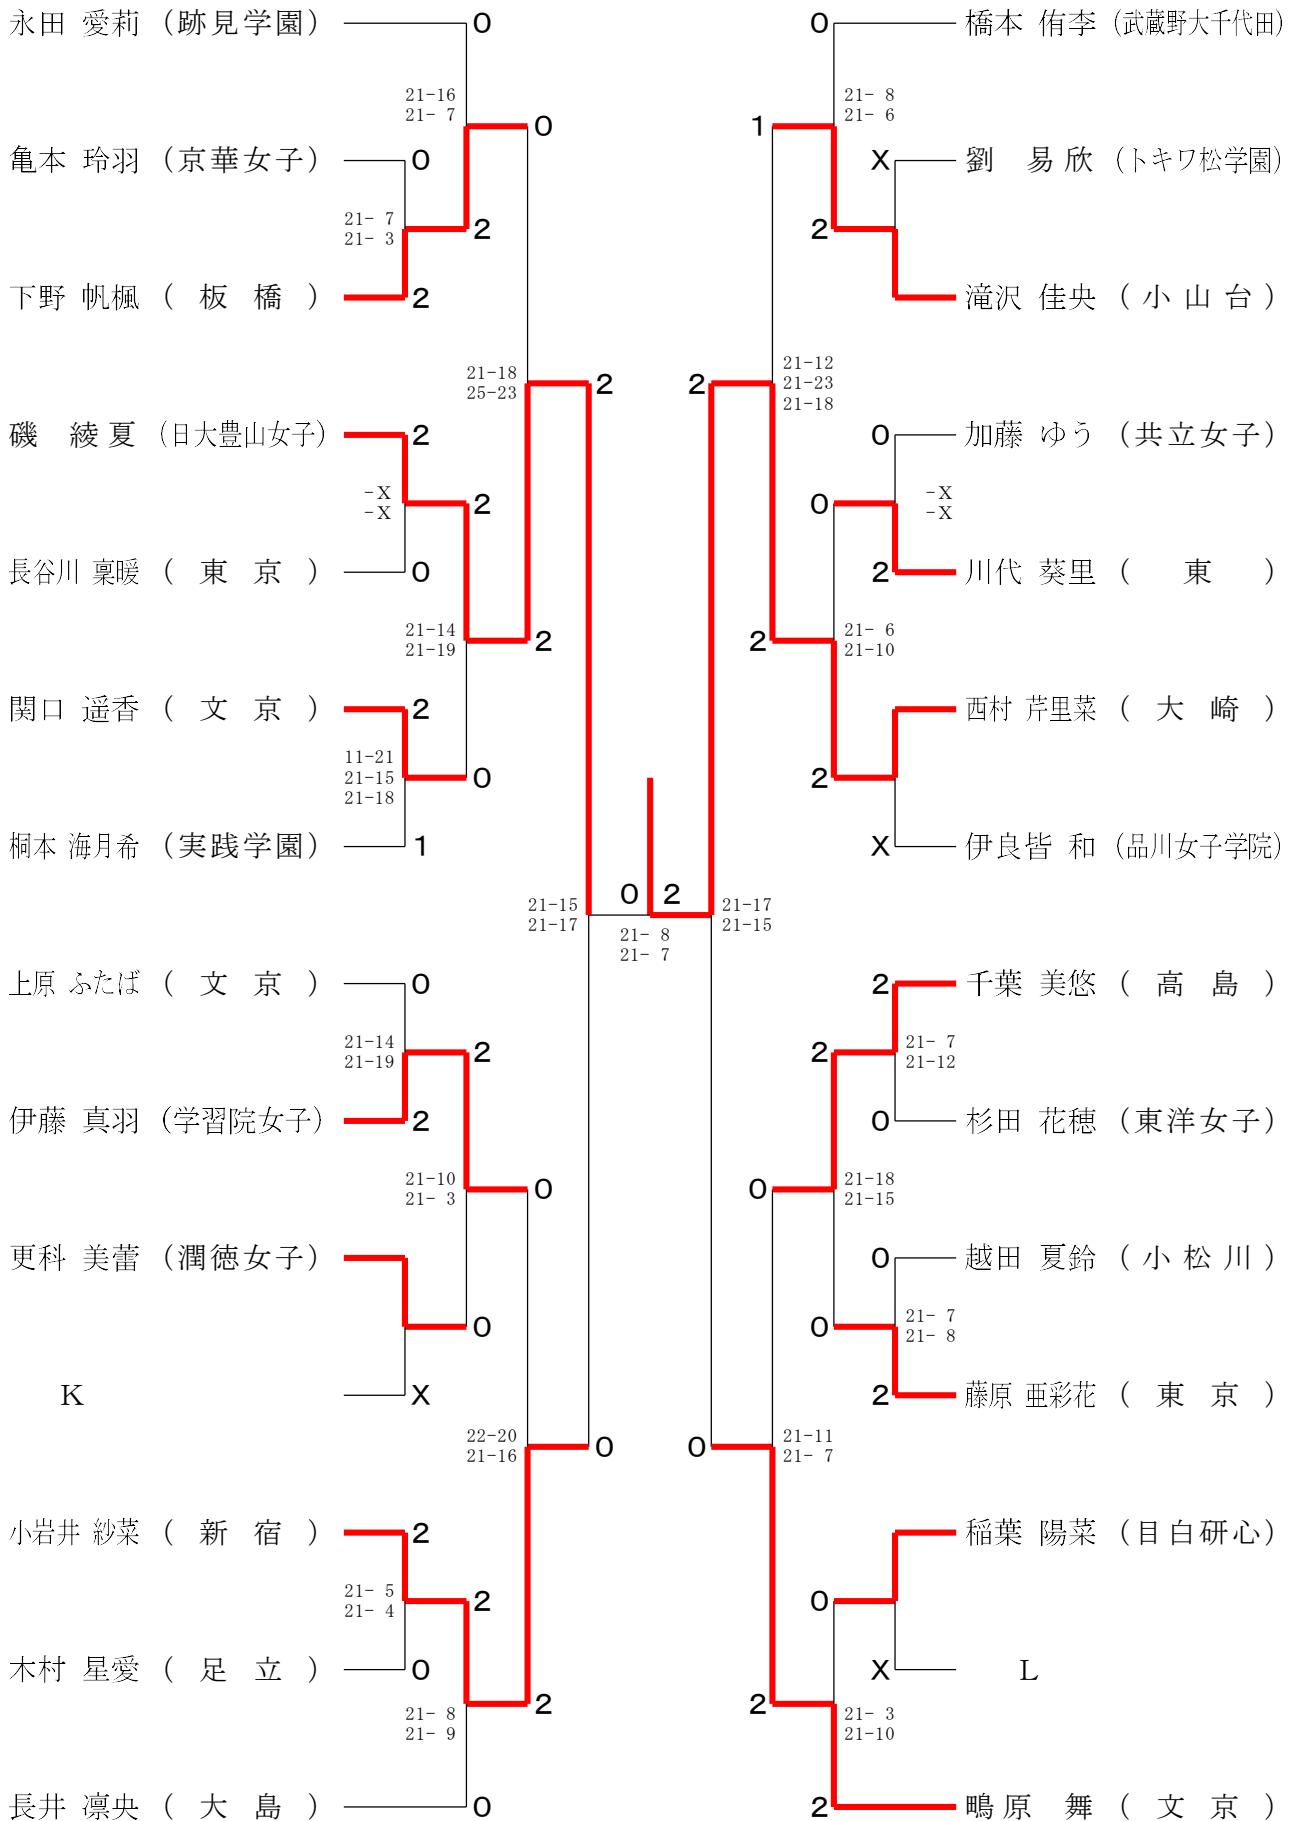 永田 愛莉 (跡見学園)
0
21-16
21- 7
0
亀本 玲羽 (京華女子)
0
21- 7
21- 3
2
下野 帆楓 ( 板 橋 )
2
21-18
25-23
2
磯 綾夏 (日大豊山女子)
2
-X
-X
2
長谷川 稟暖 ( 東 京 )
0
21-14
21-19
2
関口 遥香 ( 文 京 )
2
11-21
21-15
21-18
0
桐本 海月希 (実践学園)
1
21-15
21-17
上原 ふたば ( 文 京 )
0
21-14
21-19
2
伊藤 真羽 (学習院女子)
2
21-10
21- 3
0
更科 美蕾 (潤徳女子)
0
K
X
22-20
21-16
0
小岩井 紗菜 ( 新 宿 )
2
21- 5
21- 4
2
木村 星愛 ( 足 立 )
0
21- 8
21- 9
2
長井 凛央 ( 大 島 )
0
0 2
21- 8
21- 7
0
橋本 侑李 (武蔵野大千代田)
1
21- 8
21- 6
X
劉 易欣 (トキワ松学園)
2
滝沢 佳央 ( 小 山 台 )
2
21-12
21-23
21-18
0
加藤 ゆう (共立女子)
0
-X
-X
2
川代 葵里 ( 東 )
2
21- 6
21-10
西村 芹里菜 ( 大 崎 )
2
X
伊良皆 和 (品川女子学院)
21-17
21-15
2
千葉 美悠 ( 高 島 )
2
21- 7
21-12
0
杉田 花穂 (東洋女子)
0
21-18
21-15
0
越田 夏鈴 ( 小 松 川 )
0
21- 7
21- 8
2
藤原 亜彩花 ( 東 京 )
0
21-11
21- 7
稲葉 陽菜 (目白研心)
0
X
L
2
21- 3
21-10
2
鴫原 舞 ( 文 京 )